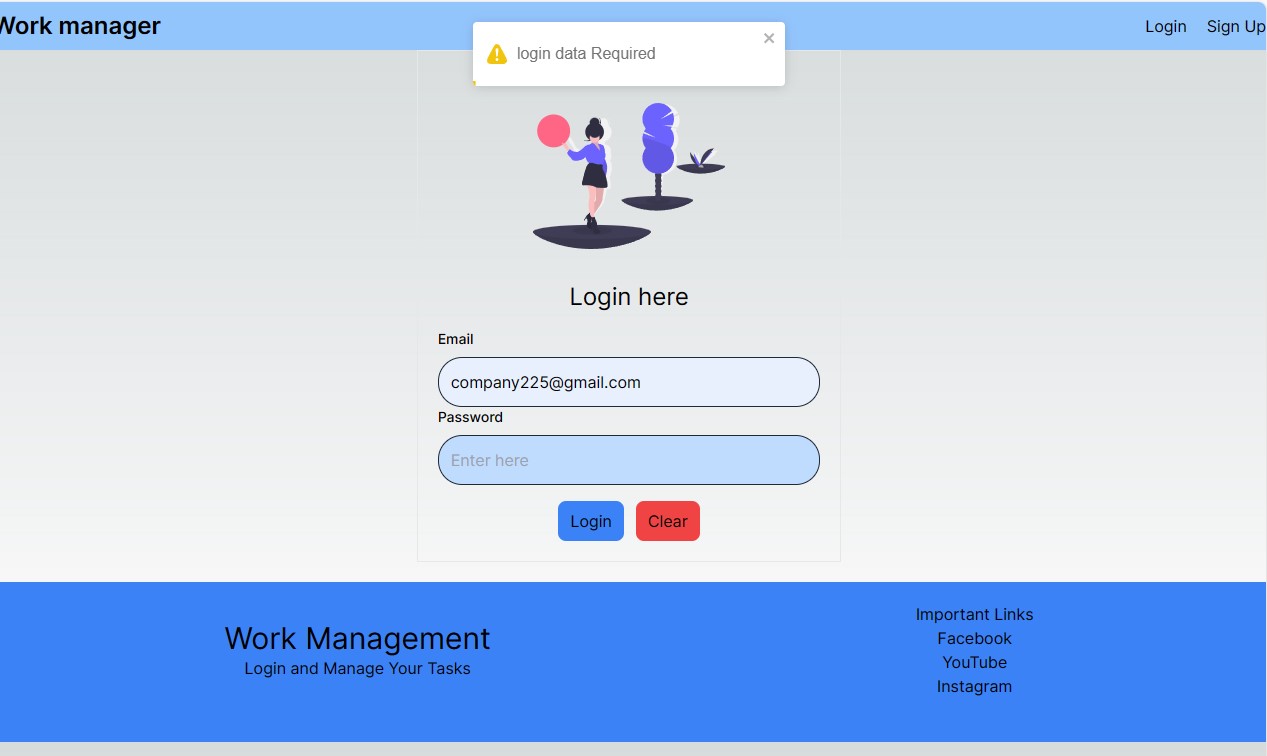 Work manager
Login
Sign Up
login data Required
Login here
Email
company225@gmail.com
Password
Enter here
Login
Clear
Work Management
Login and Manage Your Tasks
Important Links
Facebook
YouTube
Instagram